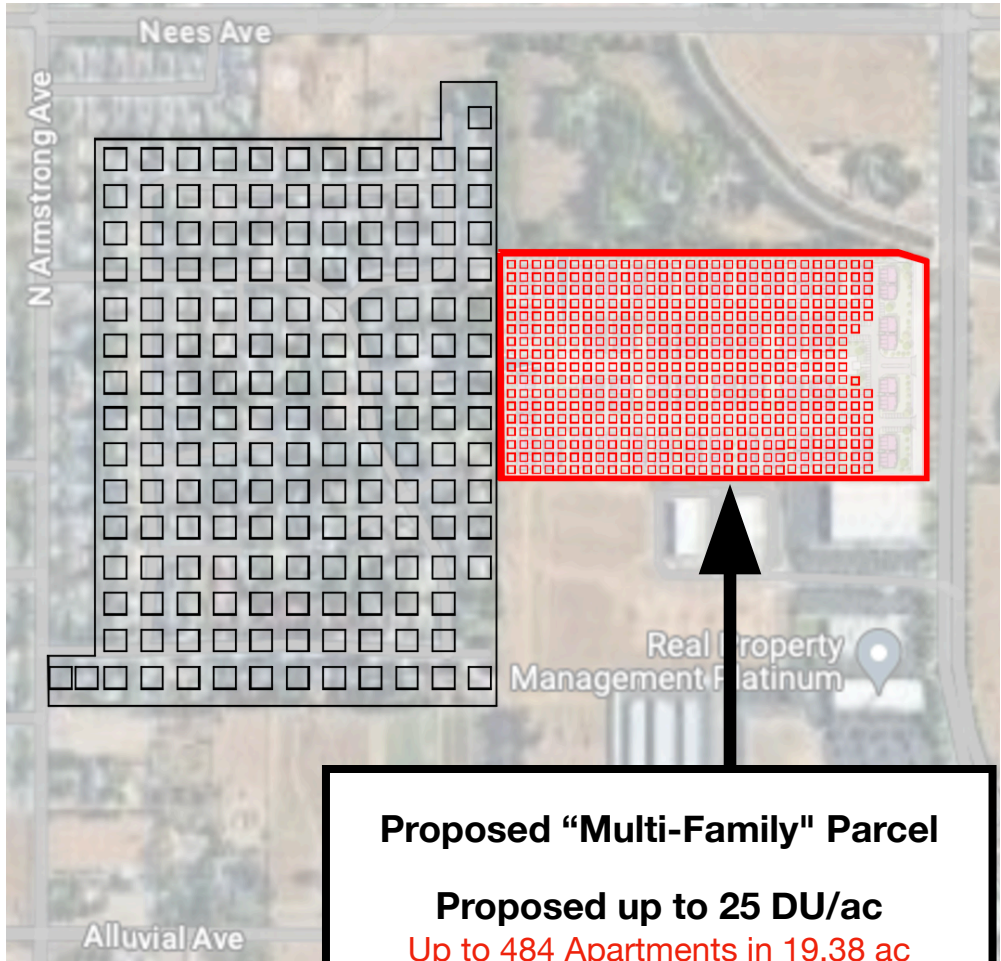 Nees Ave
N Armstrong Ave
Real Property
Management Platinum
Alluvial Ave
Proposed “Multi-Family" Parcel
Proposed up to 25 DU/ac
Up to 484 Apartments in 19.38 ac